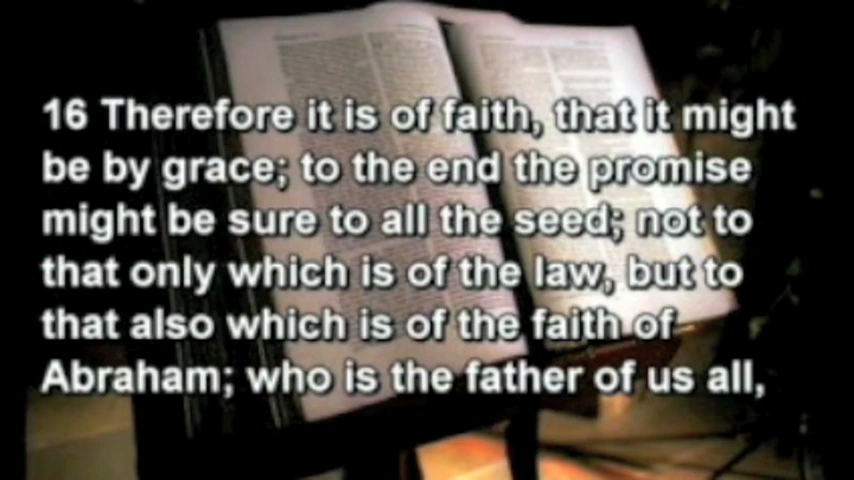 16 Therefore it is of faith, that it might
be by grace; to the end the promise
might be sure to all the seed; not to
that only which is of the law, but to
that also which is of the faith of
Abraham; who is the father of us all,